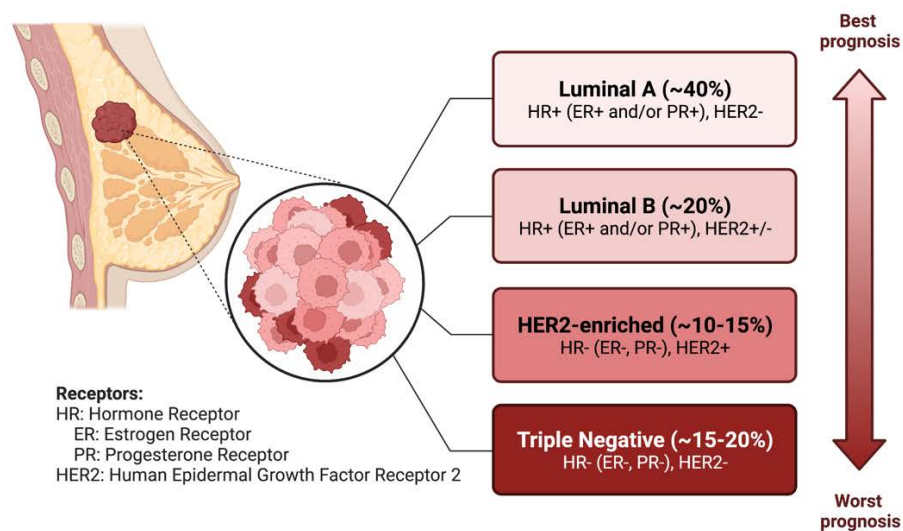 Best
prognosis
Luminal A (~40%)
HR+ (ER+ and/or PR+), HER2-
Luminal B (~20%)
HR+ (ER+ and/or PR+), HER2+/-
HER2-enriched (~10-15%)
HR- (ER-, PR-), HER2+
Triple Negative (~15-20%)
HR- (ER-, PR-), HER2-
Worst
prognosis
Receptors:
HR: Hormone Receptor
ER: Estrogen Receptor
PR: Progesterone Receptor
HER2: Human Epidermal Growth Factor Receptor 2